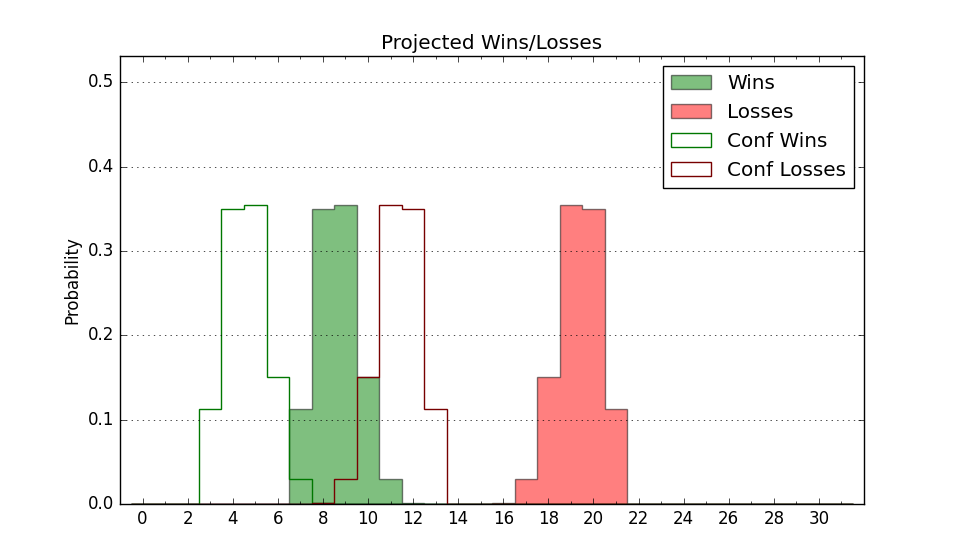 Projected Wins/Losses
Wins
Losses
Conf Wins
Conf Losses
Probability
0.5
0.4
0.3
0.2
0.1
0.0
0 2 4 6 8 10 12 14 16 18 20 22 24 26 28 30